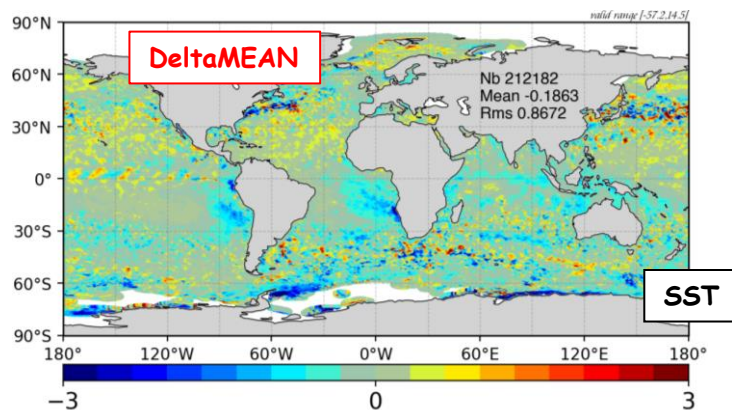 valid range [-57.2,14.5]
90°N
DeltaMEAN
60°N
Nb 212182
Mean -0.1863
Rms 0.8672
30°N
0°
30°S
60°S
SST
90°S
180° 120°W 60°W 0°W 60°E 120°E 180°
−3 0 3